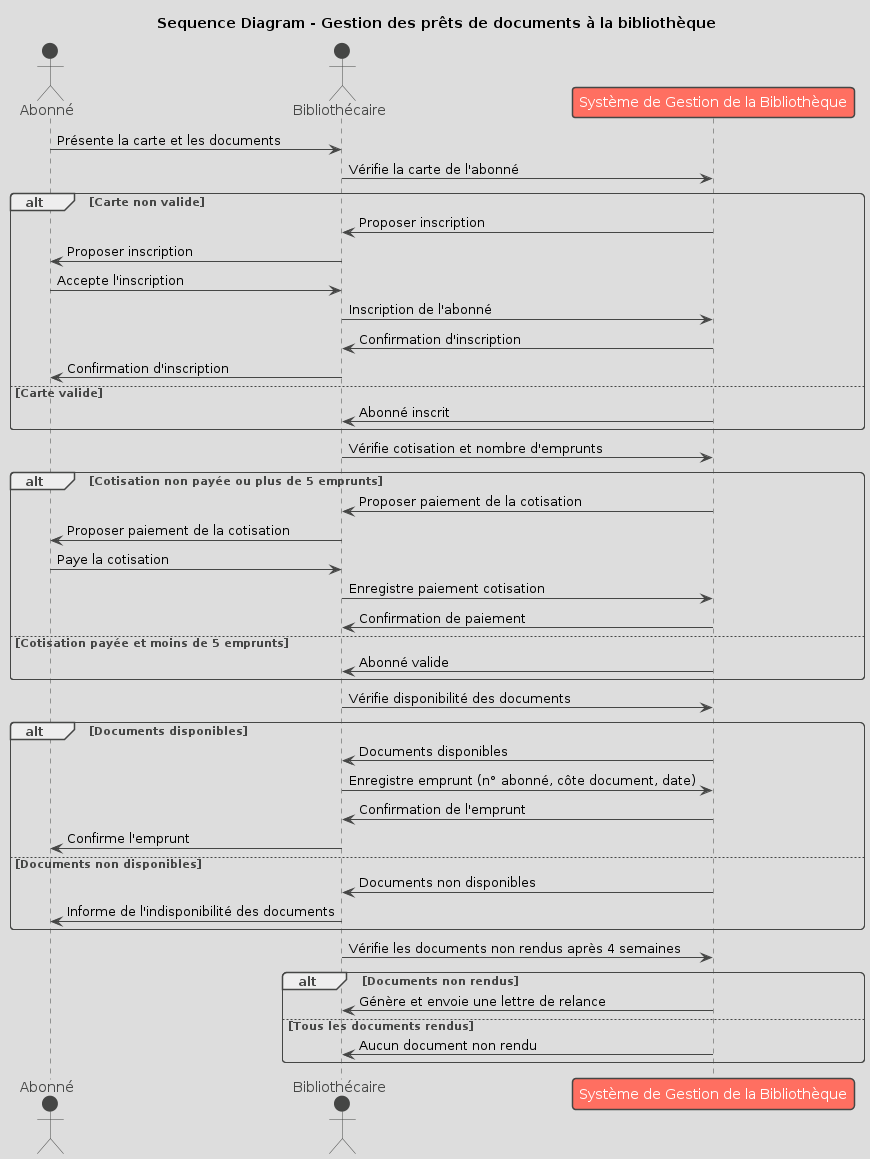 Sequence Diagram - Gestion des prêts de documents à la bibliothèque
Abonné
Bibliothécaire
Système de Gestion de la Bibliothèque
Présente la carte et les documents
Vérifie la carte de l'abonné
alt [Carte non valide]
Proposer inscription
Proposer inscription
Accepte l'inscription
Inscription de l'abonné
Confirmation d'inscription
Confirmation d'inscription
[Carte valide]
Abonné inscrit
Vérifie cotisation et nombre d'emprunts
alt [Cotisation non payée ou plus de 5 emprunts]
Proposer paiement de la cotisation
Proposer paiement de la cotisation
Paye la cotisation
Enregistre paiement cotisation
Confirmation de paiement
[Cotisation payée et moins de 5 emprunts]
Abonné valide
Vérifie disponibilité des documents
alt [Documents disponibles]
Documents disponibles
Enregistre emprunt (n° abonné, côte document, date)
Confirmation de l'emprunt
Confirme l'emprunt
[Documents non disponibles]
Documents non disponibles
Informe de l'indisponibilité des documents
Vérifie les documents non rendus après 4 semaines
alt [Documents non rendus]
Génère et envoie une lettre de relance
[Tous les documents rendus]
Aucun document non rendu
Abonné
Bibliothécaire
Système de Gestion de la Bibliothèque